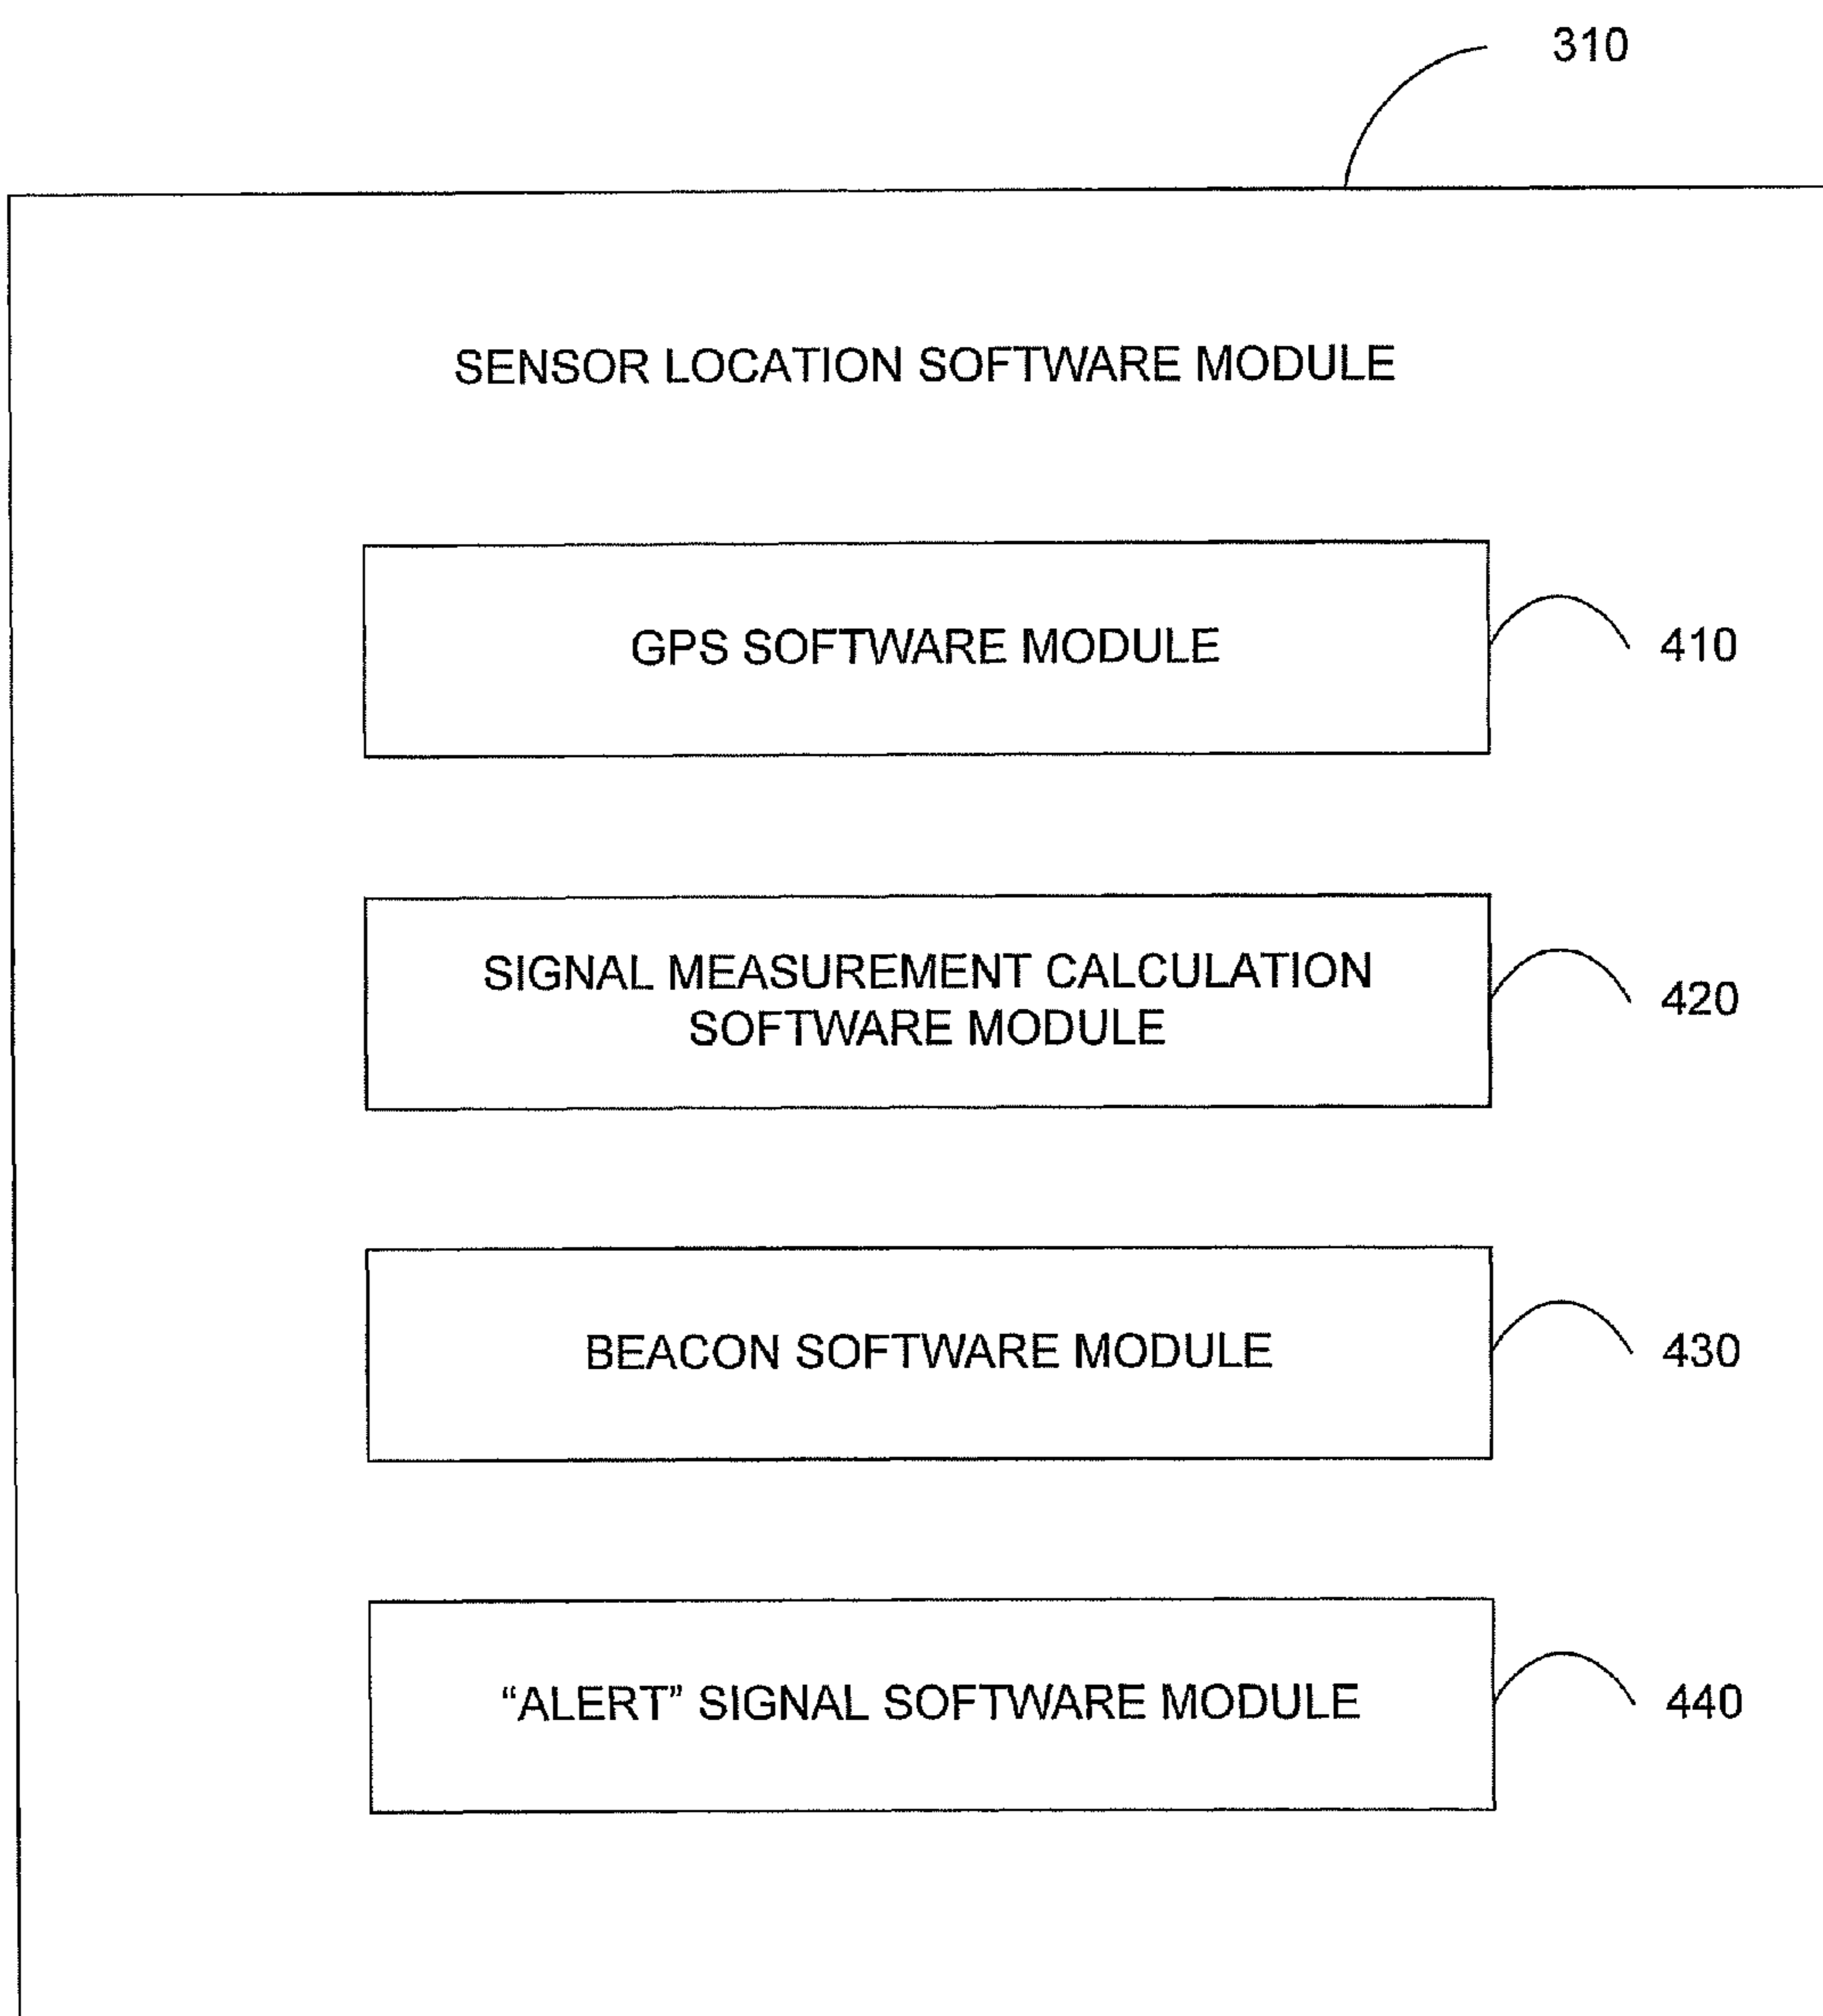 310
SENSOR LOCATION SOFTWARE MODULE
GPS SOFTWARE MODULE
410
SIGNAL MEASUREMENT CALCULATION
SOFTWARE MODULE
420
BEACON SOFTWARE MODULE
430
“ALERT” SIGNAL SOFTWARE MODULE
440